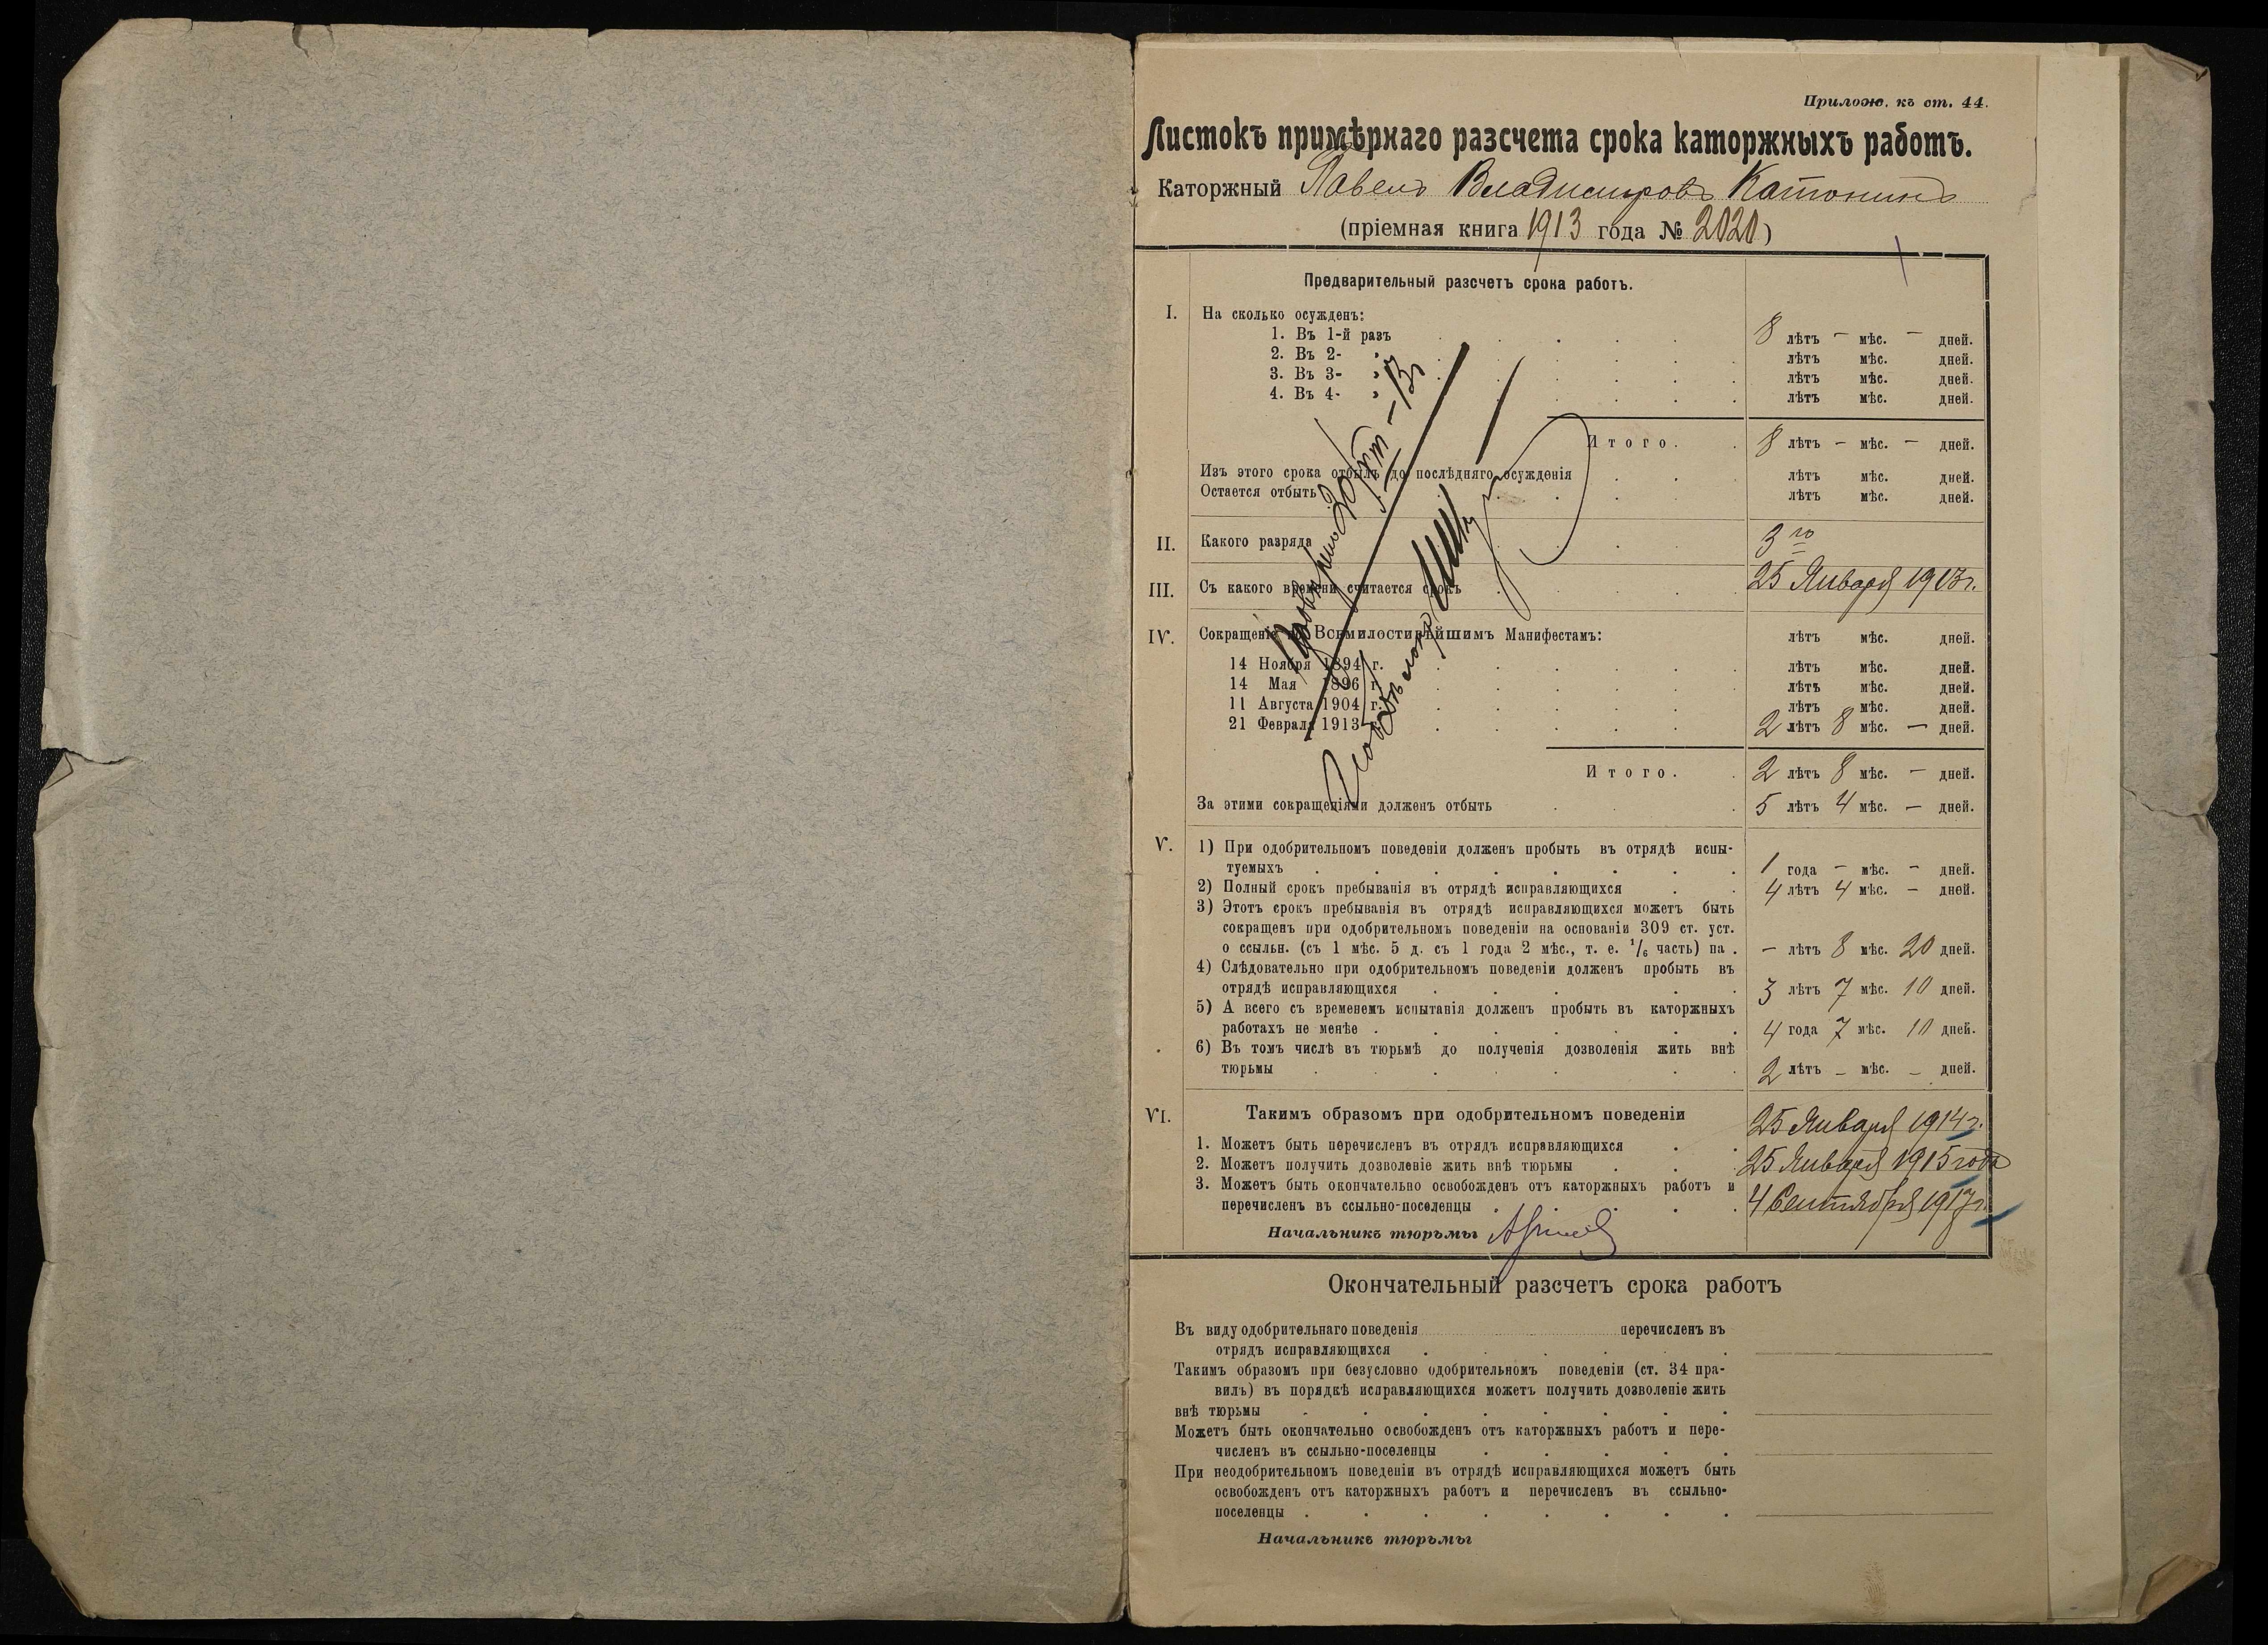 Прилож. къ ст. 44.
Листокъ примѣрнаго разсчета срока каторжныхъ работъ.
Каторжный Павелъ Владимировъ Катонинъ
(пріемная книга 1913 года № 2020)
Предварительный разсчетъ срока работъ.
I. На сколько осужденъ:
1. Въ 1-й разъ 8 лѣтъ — мѣс. — дней.
2. Въ 2- » лѣтъ мѣс. дней.
3. Въ 3- » лѣтъ мѣс. дней.
4. Въ 4- » лѣтъ мѣс. дней.
Итого. 8 лѣтъ — мѣс. — дней.
Изъ этого срока отбылъ до послѣдняго осужденія лѣтъ мѣс. дней.
Остается отбыть лѣтъ мѣс. дней.
II. Какого разряда 3го
III. Съ какого времени считается срокъ 25 Января 1913 г.
IV. Сокращенія по Всемилостивѣйшимъ Манифестамъ: лѣтъ мѣс. дней.
14 Ноября 1894 г. лѣтъ мѣс. дней.
14 Мая 1896 г. лѣтъ мѣс. дней.
11 Августа 1904 г. лѣтъ мѣс. дней.
21 Февраля 1913 г. 2 лѣтъ 8 мѣс. — дней.
Итого. 2 лѣтъ 8 мѣс. — дней.
За этими сокращеніями долженъ отбыть 5 лѣтъ 4 мѣс. — дней.
V. 1) При одобрительномъ поведеніи долженъ пробыть въ отрядѣ испы-
туемыхъ 1 года — мѣс. — дней.
2) Полный срокъ пребыванія въ отрядѣ исправляющихся 4 лѣтъ 4 мѣс. — дней.
3) Этотъ срокъ пребыванія въ отрядѣ исправляющихся можетъ быть
сокращенъ при одобрительномъ поведеніи на основаніи 309 ст. уст.
о ссыльн. (съ 1 мѣс. 5 д. съ 1 года 2 мѣс., т. е. 1/6 часть) на — лѣтъ 8 мѣс. 20 дней.
4) Слѣдовательно при одобрительномъ поведеніи долженъ пробыть въ
отрядѣ исправляющихся 3 лѣтъ 7 мѣс. 10 дней.
5) А всего съ временемъ испытанія долженъ пробыть въ каторжныхъ
работахъ не менѣе 4 года 7 мѣс. 10 дней.
6) Въ томъ числѣ въ тюрьмѣ до полученія дозволенія жить внѣ
тюрьмы 2 лѣтъ — мѣс. — дней.
VI. Такимъ образомъ при одобрительномъ поведеніи
1. Можетъ быть перечисленъ въ отрядъ исправляющихся 25 Января 1914 г.
2. Можетъ получить дозволеніе жить внѣ тюрьмы 25 Января 1915 года
3. Можетъ быть окончательно освобожденъ отъ каторжныхъ работъ и
перечисленъ въ ссыльно-поселенцы 4 Сентября 1917 г.
Начальникъ тюрьмы
Окончательный разсчетъ срока работъ
Въ виду одобрительнаго поведенія перечисленъ въ
отрядъ исправляющихся
Такимъ образомъ при безусловно одобрительномъ поведеніи (ст. 34 пра-
вилъ) въ порядкѣ исправляющихся можетъ получить дозволеніе жить
внѣ тюрьмы
Можетъ быть окончательно освобожденъ отъ каторжныхъ работъ и пере-
численъ въ ссыльно-поселенцы
При неодобрительномъ поведеніи въ отрядѣ исправляющихся можетъ быть
освобожденъ отъ каторжныхъ работъ и перечисленъ въ ссыльно-
поселенцы
Начальникъ тюрьмы